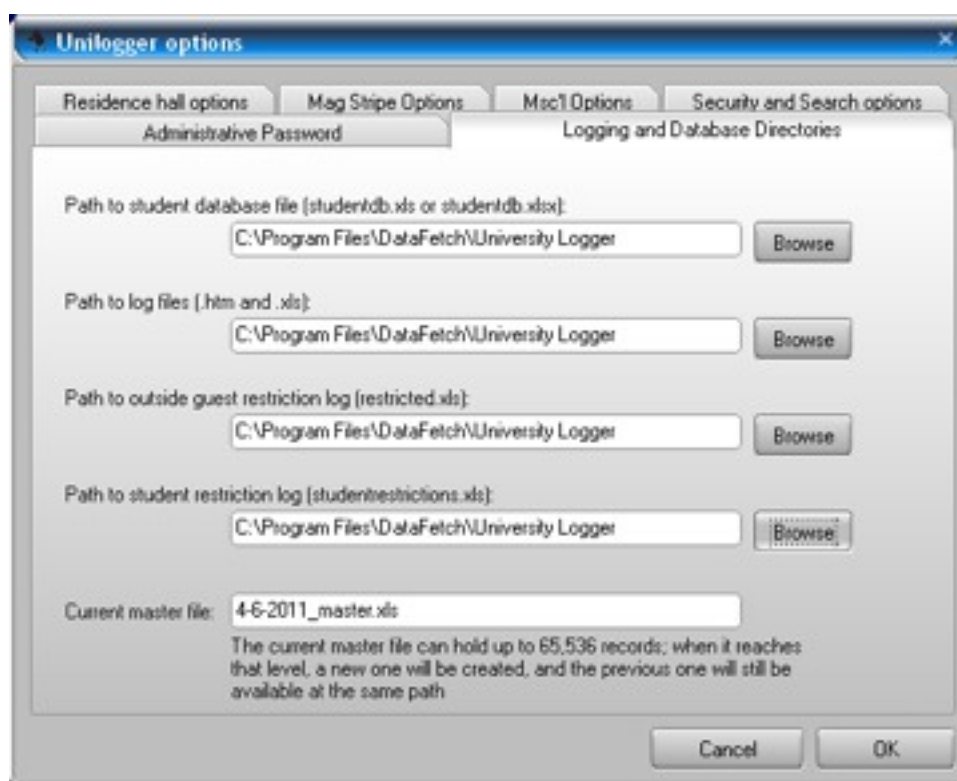 Unilogger options
Residence hall options
Mag Stripe Options
Msc1 Options
Security and Search options
Administrative Password
Logging and Database Directories
Path to student database file (studentdb.xls or studentdb.xlsx):
C:\Program Files\DataFetch\University Logger
Browse
Path to log files (.htm and .xls):
C:\Program Files\DataFetch\University Logger
Browse
Path to outside guest restriction log (restricted.xls):
C:\Program Files\DataFetch\University Logger
Browse
Path to student restriction log (studentrestrictions.xls):
C:\Program Files\DataFetch\University Logger
Browse
Current master file:
4-6-2011_master.xls
The current master file can hold up to 65,536 records; when it reaches
that level, a new one will be created, and the previous one will still be
available at the same path
Cancel
OK